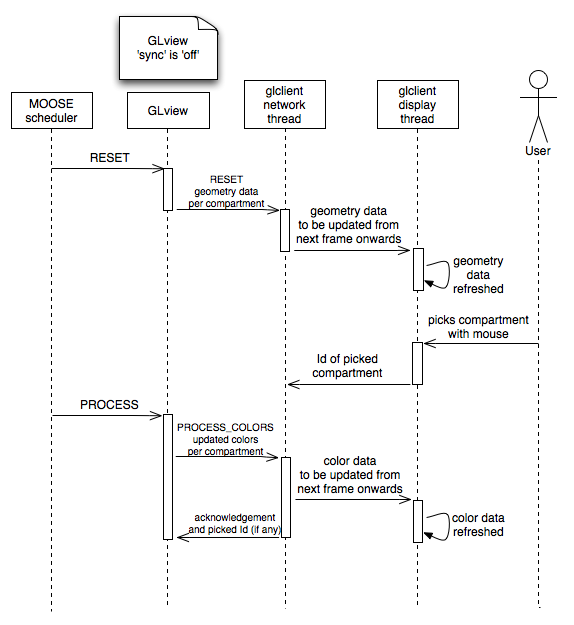 GLview
'sync' is 'off'
MOOSE
scheduler
GLview
glclient
network
thread
glclient
display
thread
User
RESET
RESET
geometry data
per compartment
geometry data
to be updated from
next frame onwards
geometry
data
refreshed
picks compartment
with mouse
Id of picked
compartment
PROCESS
PROCESS_COLORS
updated colors
per compartment
color data
to be updated from
next frame onwards
acknowledgement
and picked Id (if any)
color data
refreshed